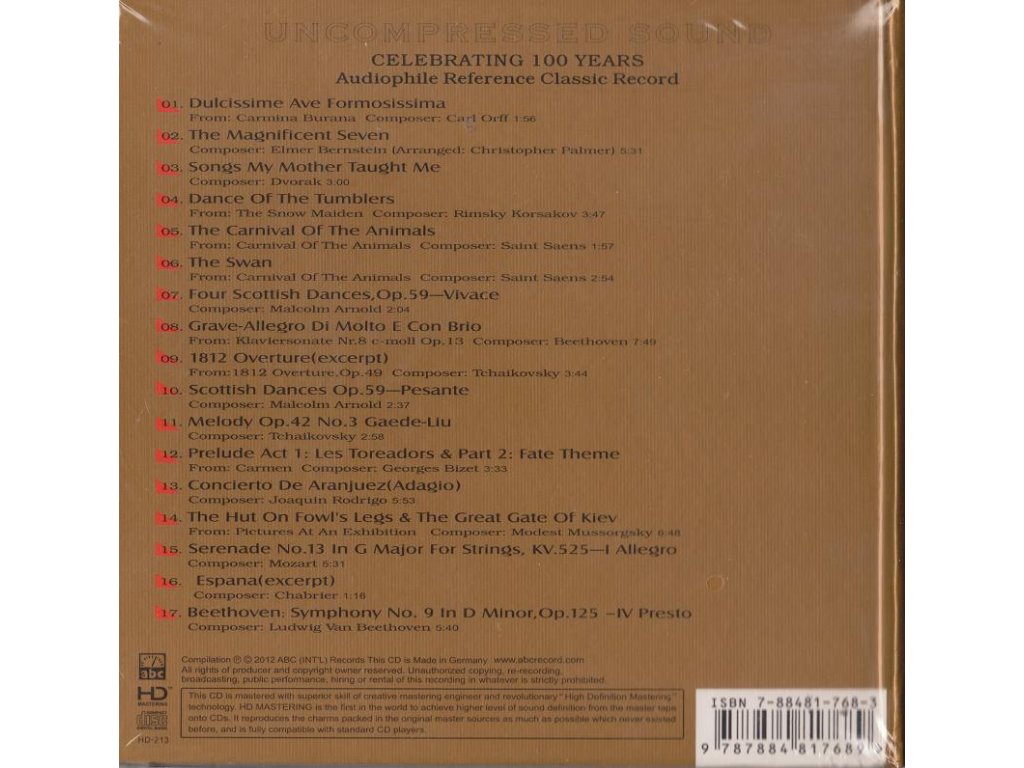 UNCOMPRESSED SOUND
CELEBRATING 100 YEARS
Audiophile Reference Classic Record
01. Dulcissime Ave Formosissima
From: Carmina Burana Composer: Carl Orff 1:56
02. The Magnificent Seven
Composer: Elmer Bernstein (Arranged: Christopher Palmer) 5:31
03. Songs My Mother Taught Me
Composer: Dvorak 3:00
04. Dance Of The Tumblers
From: The Snow Maiden Composer: Rimsky Korsakov 3:47
05. The Carnival Of The Animals
From: Carnival Of The Animals Composer: Saint Saens 1:57
06. The Swan
From: Carnival Of The Animals Composer: Saint Saens 2:54
07. Four Scottish Dances,Op.59—Vivace
Composer: Malcolm Arnold 2:04
08. Grave-Allegro Di Molto E Con Brio
From: Klaviersonate Nr.8 c-moll Op.13 Composer: Beethoven 7:49
09. 1812 Overture(excerpt)
From:1812 Overture,Op.49 Composer: Tchaikovsky 3:44
10. Scottish Dances Op.59—Pesante
Composer: Malcolm Arnold 2:37
11. Melody Op.42 No.3 Gaede-Liu
Composer: Tchaikovsky 2:58
12. Prelude Act 1: Les Toreadors & Part 2: Fate Theme
From: Carmen Composer: Georges Bizet 3:33
13. Concierto De Aranjuez(Adagio)
Composer: Joaquin Rodrigo 5:53
14. The Hut On Fowl's Legs & The Great Gate Of Kiev
From: Pictures At An Exhibition Composer: Modest Mussorgsky 6:48
15. Serenade No.13 In G Major For Strings, KV.525—I Allegro
Composer: Mozart 5:31
16. Espana(excerpt)
Composer: Chabrier 1:16
17. Beethoven: Symphony No. 9 In D Minor,Op.125 –IV Presto
Composer: Ludwig Van Beethoven 5:40
abc
Compilation ℗ © 2012 ABC (INT'L) Records This CD is Made in Germany www.abcrecord.com
All rights of producer and copyright owner reserved. Unauthorized copying, re-recording,
broadcasting, public performance, hiring or rental of this recording in whatever is strictly prohibited.
HD™
MASTERING
COMPACT
disc
DIGITAL AUDIO
HD-213
This CD is mastered with superior skill of creative mastering engineer and revolutionary" High Definition Mastering"
technology. HD MASTERING is the first in the world to achieve higher level of sound definition from the master tape
onto CDs. It reproduces the charms packed in the original master sources as much as possible which never existed
before, and is fully compatible with standard CD players.
ISBN 7-88481-768-3
9 787884 817689